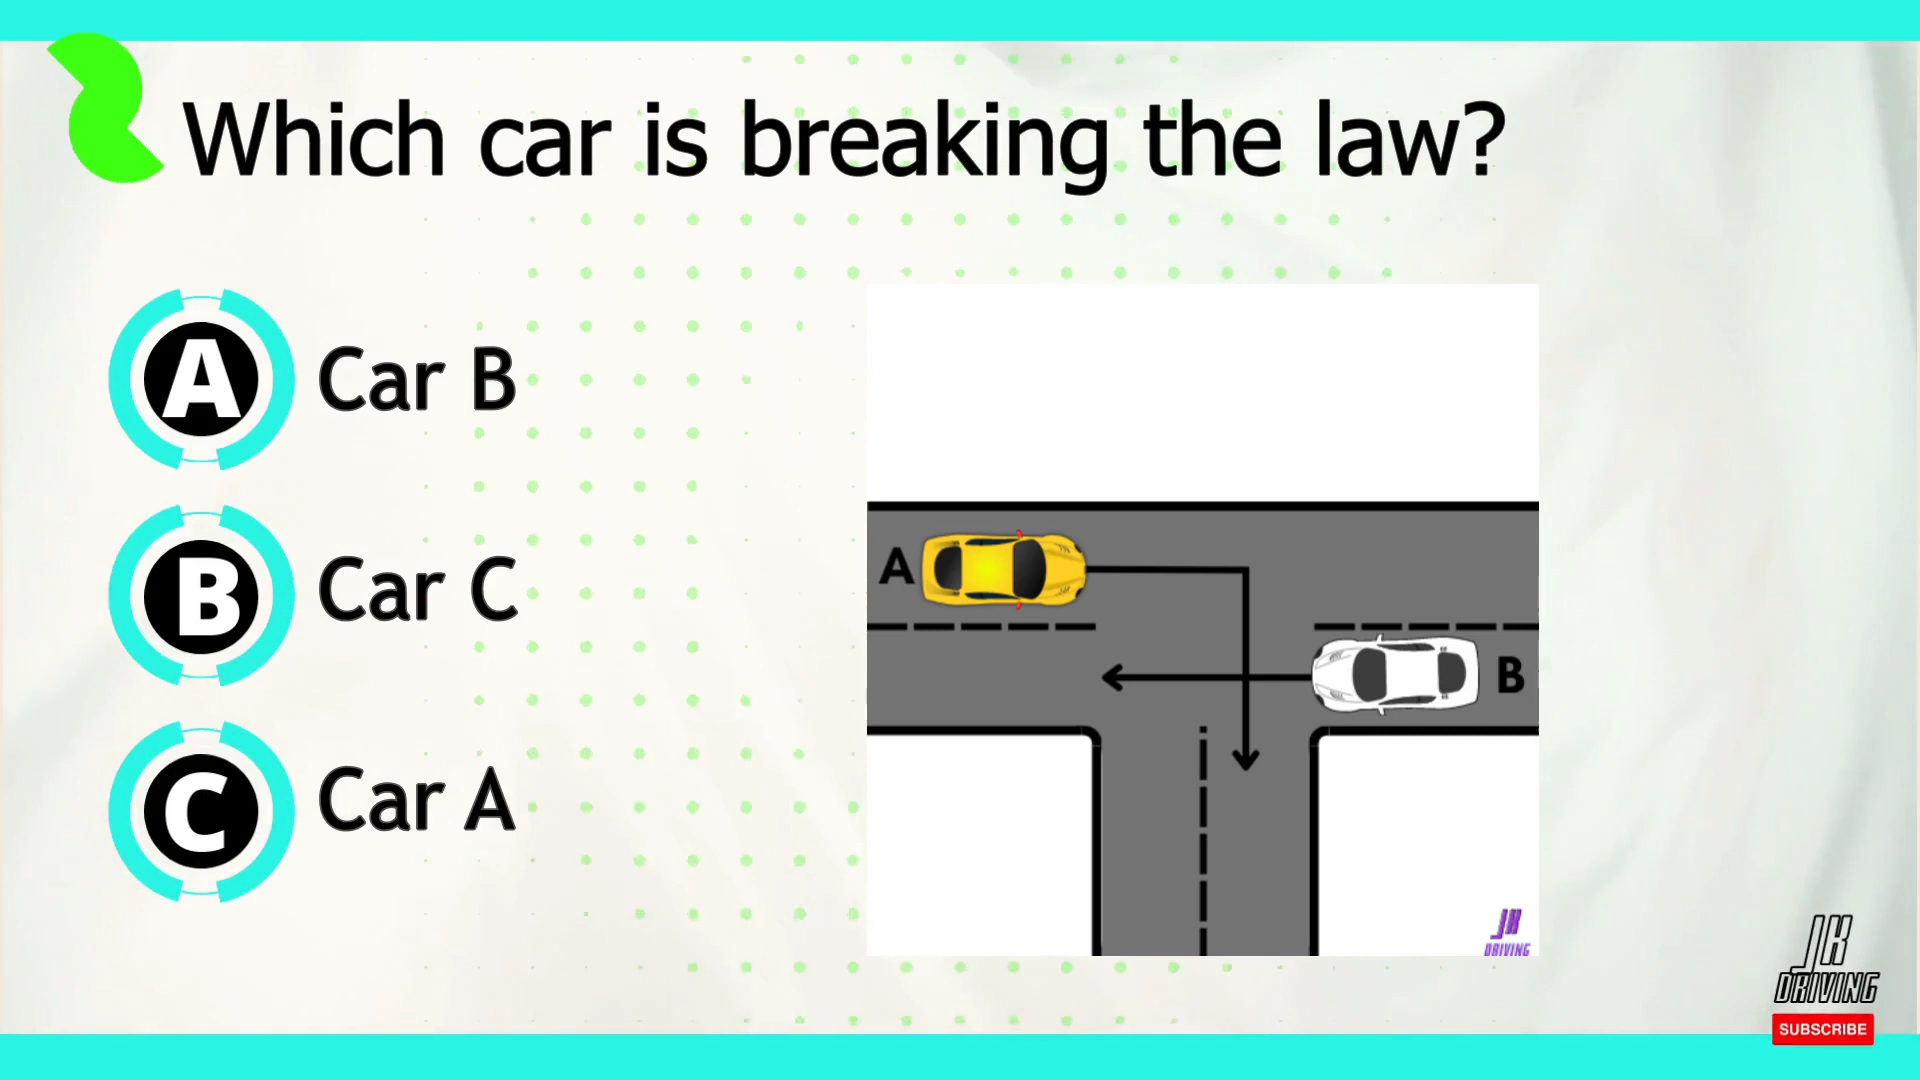 Which car is breaking the law?
A Car B
B Car C
C Car A
A
B
JK
DRIVING
JK
DRIVING
SUBSCRIBE